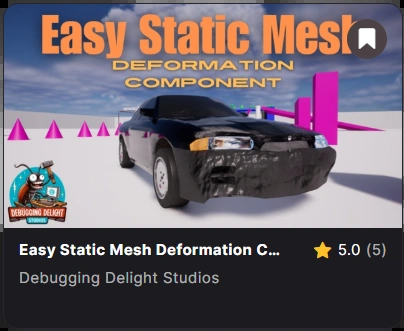 Easy Static Mesh
DEFORMATION
COMPONENT
DEBUGGING DELIGHT
STUDIOS
Easy Static Mesh Deformation C...
5.0 (5)
Debugging Delight Studios